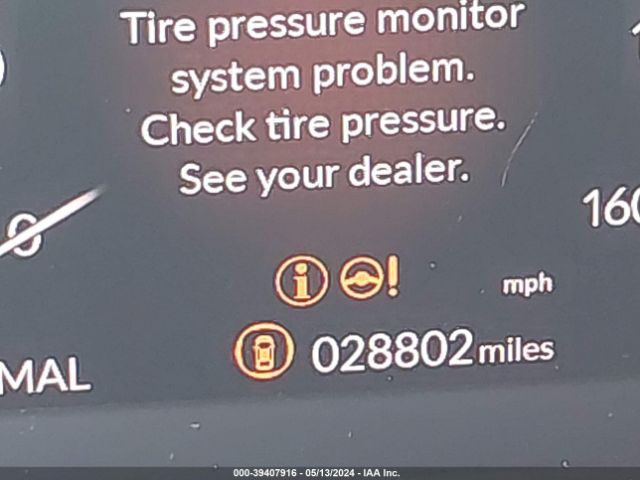 Tire pressure monitor
system problem.
Check tire pressure.
See your dealer.
0
160
mph
MAL
028802 miles
000-39407916 - 05/13/2024 - IAA Inc.